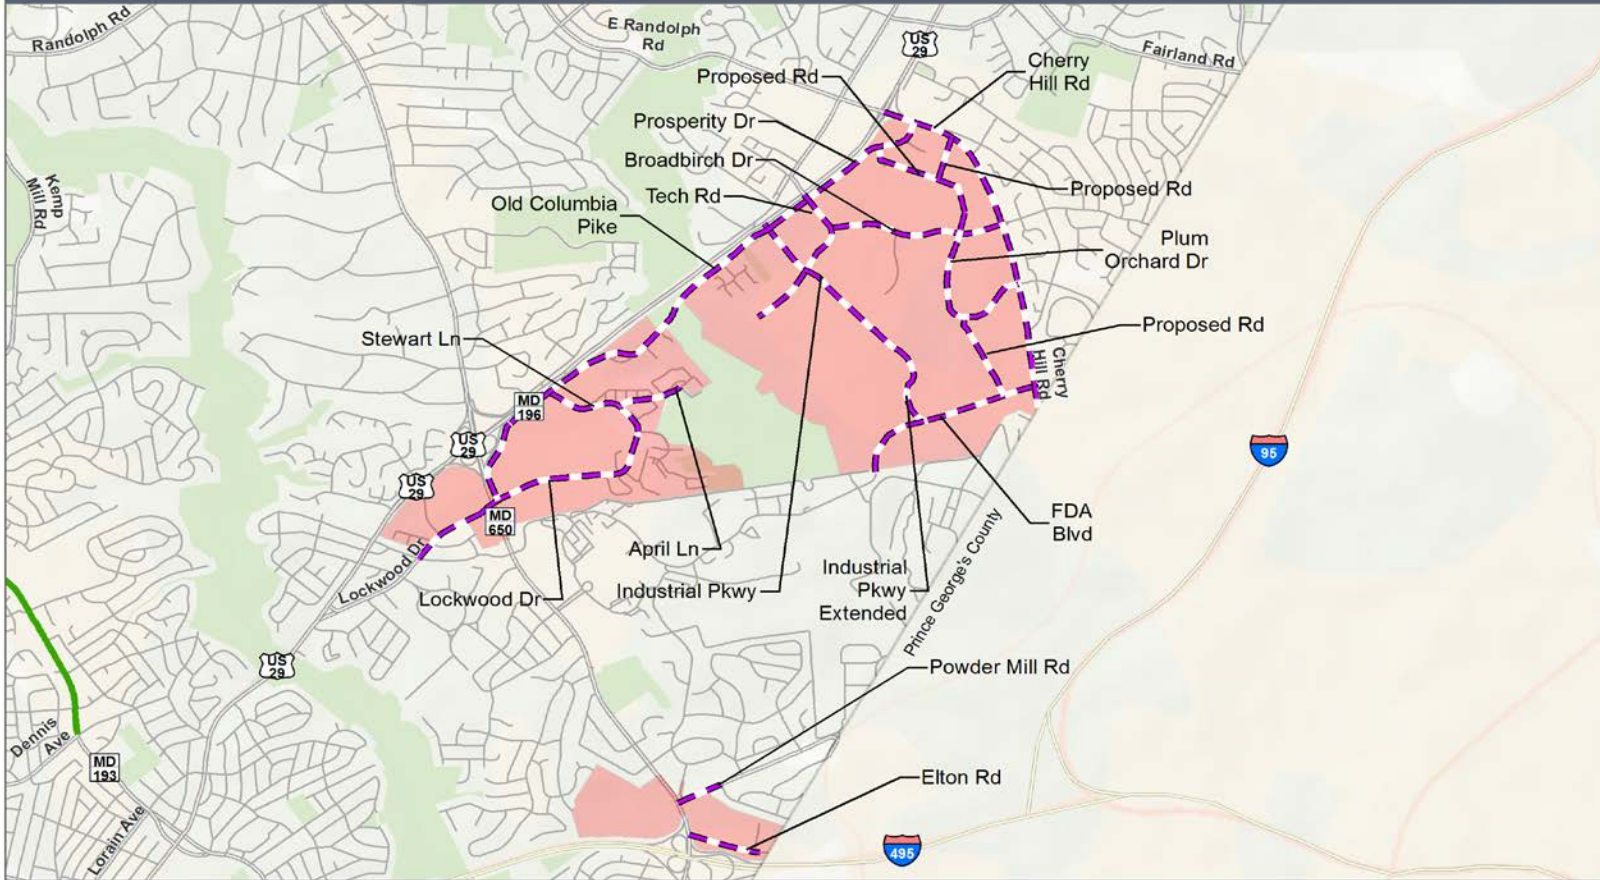 Randolph Rd
E Randolph
Rd
US
29
Fairland Rd
Cherry
Hill Rd
Proposed Rd
Prosperity Dr
Broadbirch Dr
Tech Rd
Old Columbia
Pike
Kemp
Mill Rd
Proposed Rd
Plum
Orchard Dr
Proposed Rd
Stewart Ln
Cherry
Hill Rd
MD
196
US
29
US
29
95
MD
650
FDA
Blvd
April Ln
Industrial Pkwy
Industrial
Pkwy
Extended
Lockwood Dr
Lockwood Dr
Prince George's County
US
29
Powder Mill Rd
Dennis
Ave
MD
193
Elton Rd
Lorain Ave
495